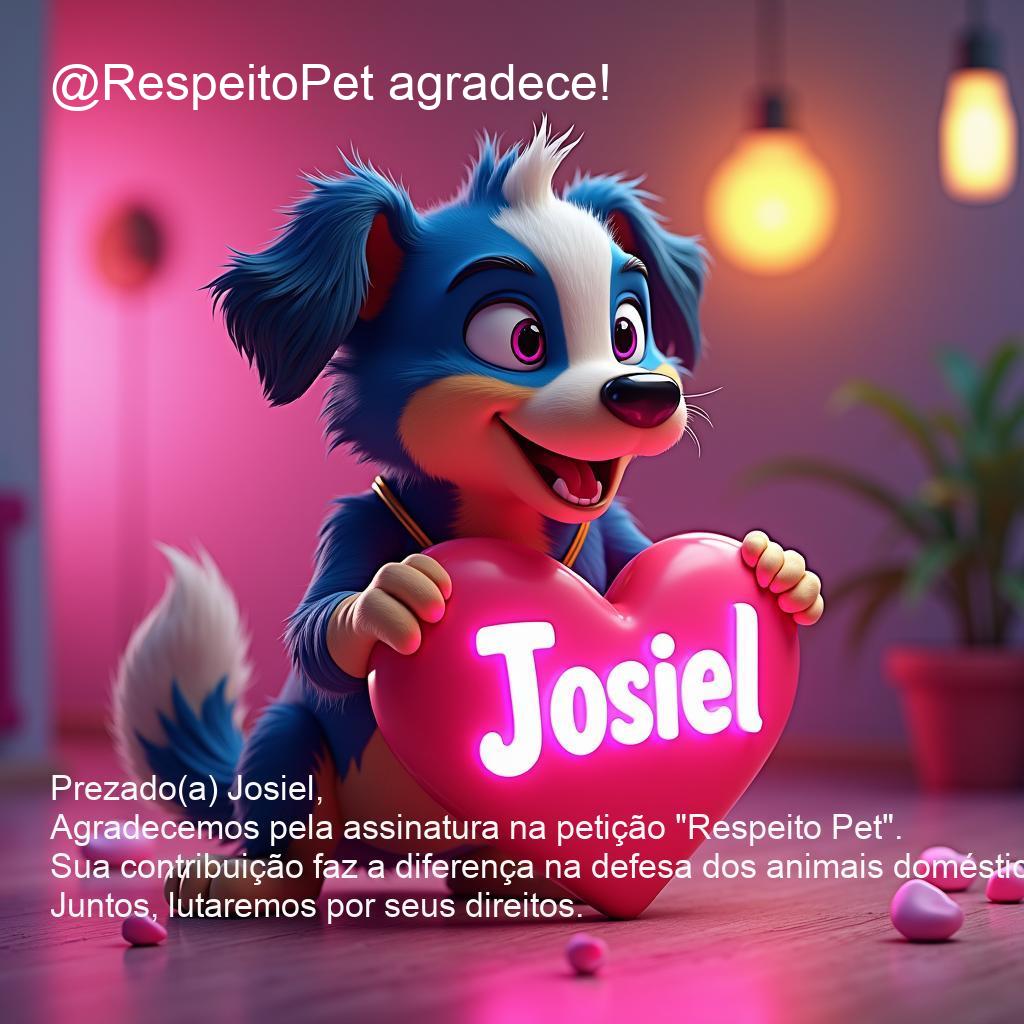 @RespeitoPet agradece!
Josiel
Prezado(a) Josiel,
Agradecemos pela assinatura na petição "Respeito Pet".
Sua contribuição faz a diferença na defesa dos animais doméstic
Juntos, lutaremos por seus direitos.